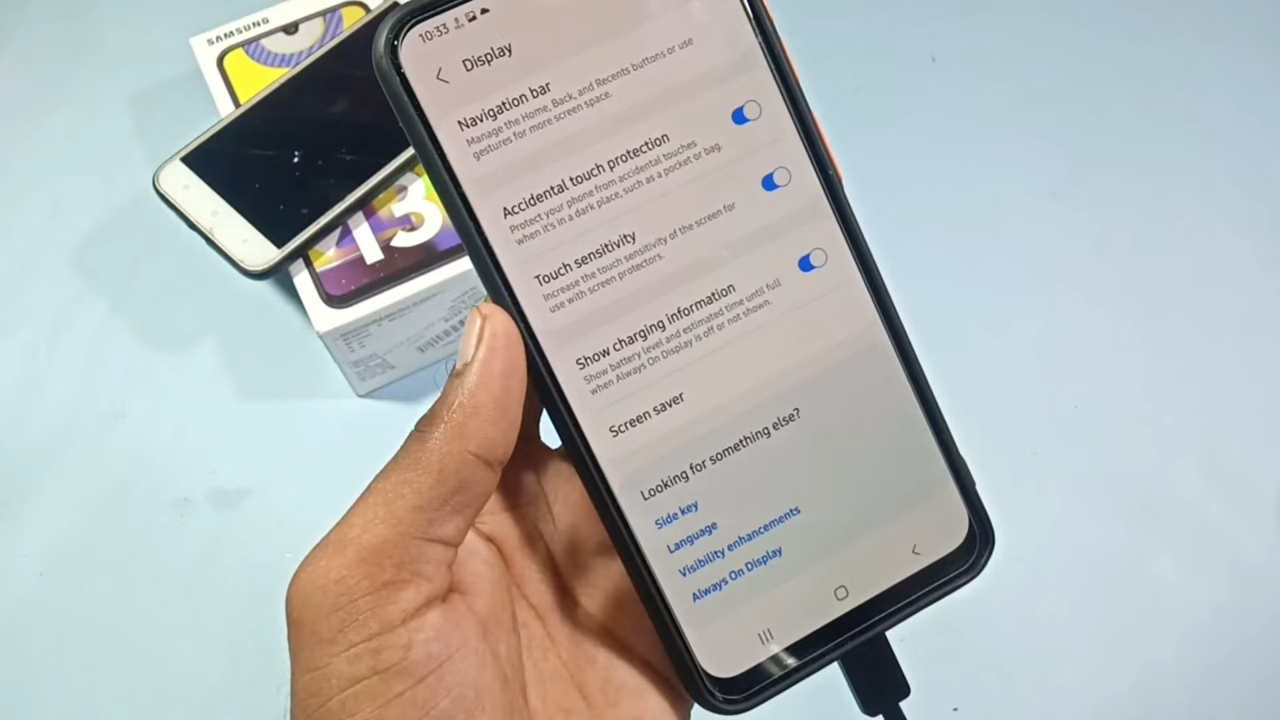 SAMSUNG
13
10:33
Display
Navigation bar
Manage the Home, Back, and Recents buttons or use
gestures for more screen space.
Accidental touch protection
Protect your phone from accidental touches
when it's in a dark place, such as a pocket or bag.
Touch sensitivity
Increase the touch sensitivity of the screen for
use with screen protectors.
Show charging information
Show battery level and estimated time until full
when Always On Display is off or not shown.
Screen saver
Looking for something else?
Side key
Language
Visibility enhancements
Always On Display